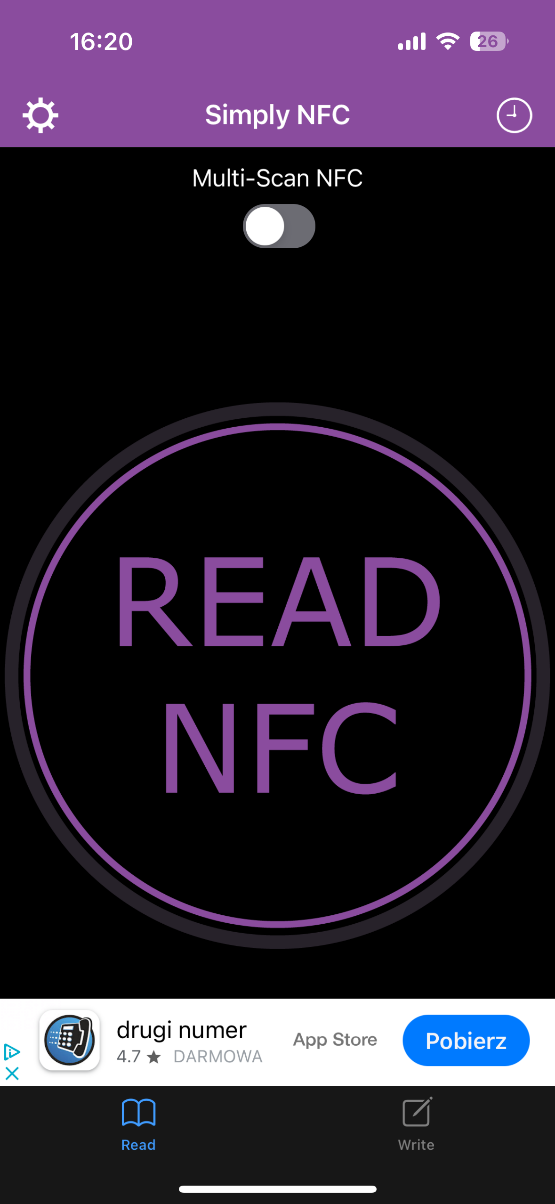 16:20
26
Simply NFC
Multi-Scan NFC
READ
NFC
drugi numer
4.7 ★ DARMOWA
App Store
Pobierz
Read
Write